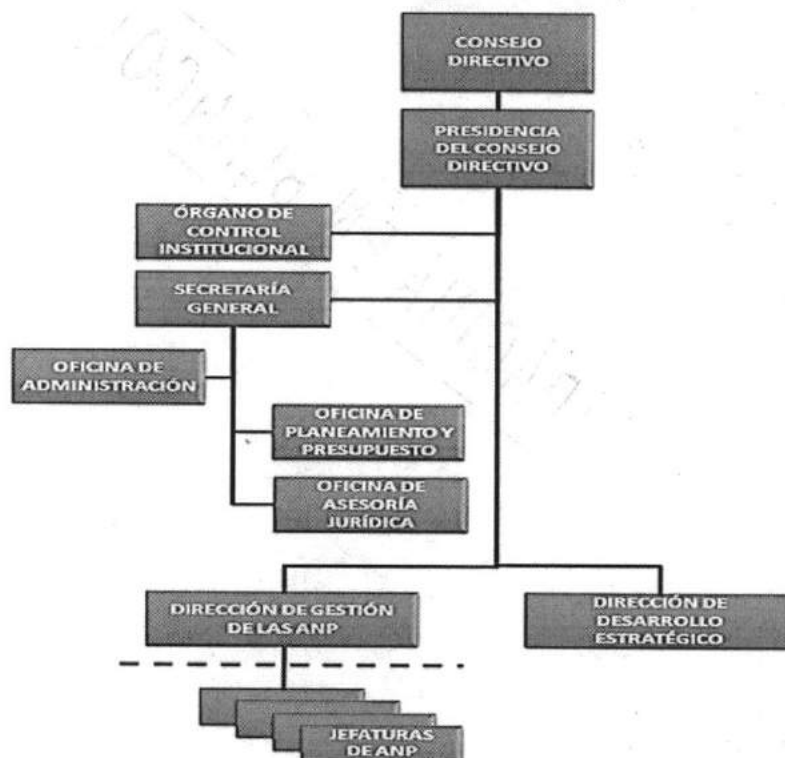 CONSEJO
DIRECTIVO
PRESIDENCIA
DEL CONSEJO
DIRECTIVO
ÓRGANO DE
CONTROL
INSTITUCIONAL
SECRETARÍA
GENERAL
OFICINA DE
ADMINISTRACIÓN
OFICINA DE
PLANEAMIENTO Y
PRESUPUESTO
OFICINA DE
ASESORÍA
JURÍDICA
DIRECCIÓN DE GESTIÓN
DE LAS ANP
DIRECCIÓN DE
DESARROLLO
ESTRATÉGICO
JEFATURAS
DE ANP